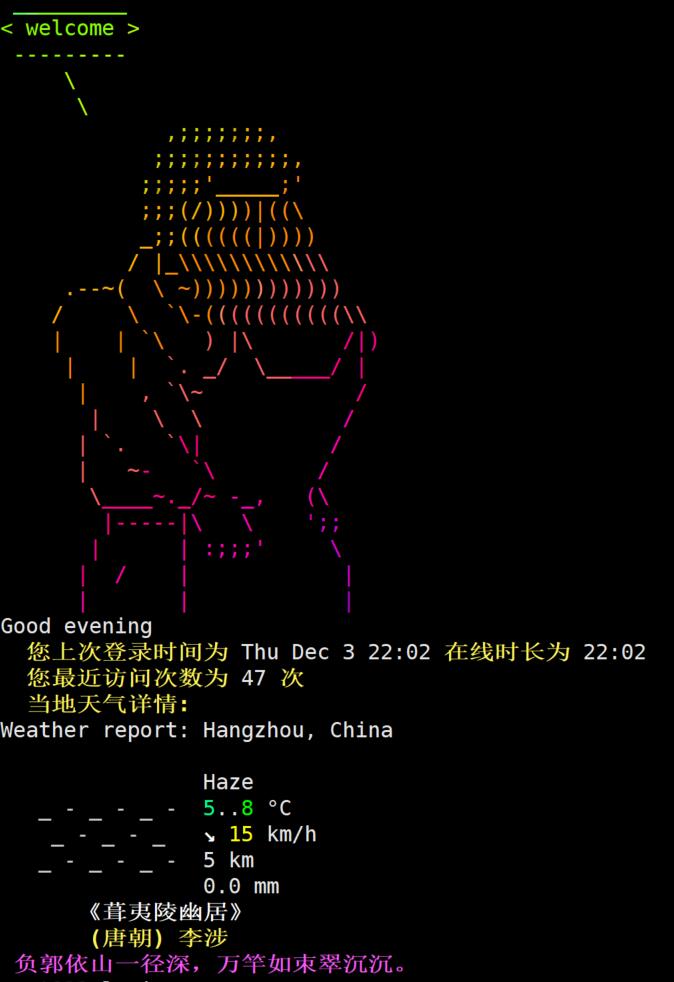 < welcome >
Good evening
您上次登录时间为 Thu Dec 3 22:02 在线时长为 22:02
您最近访问次数为 47 次
当地天气详情:
Weather report: Hangzhou, China
Haze
5..8 °C
↘ 15 km/h
5 km
0.0 mm
《葺夷陵幽居》
(唐朝) 李涉
负郭依山一径深，万竿如束翠沉沉。